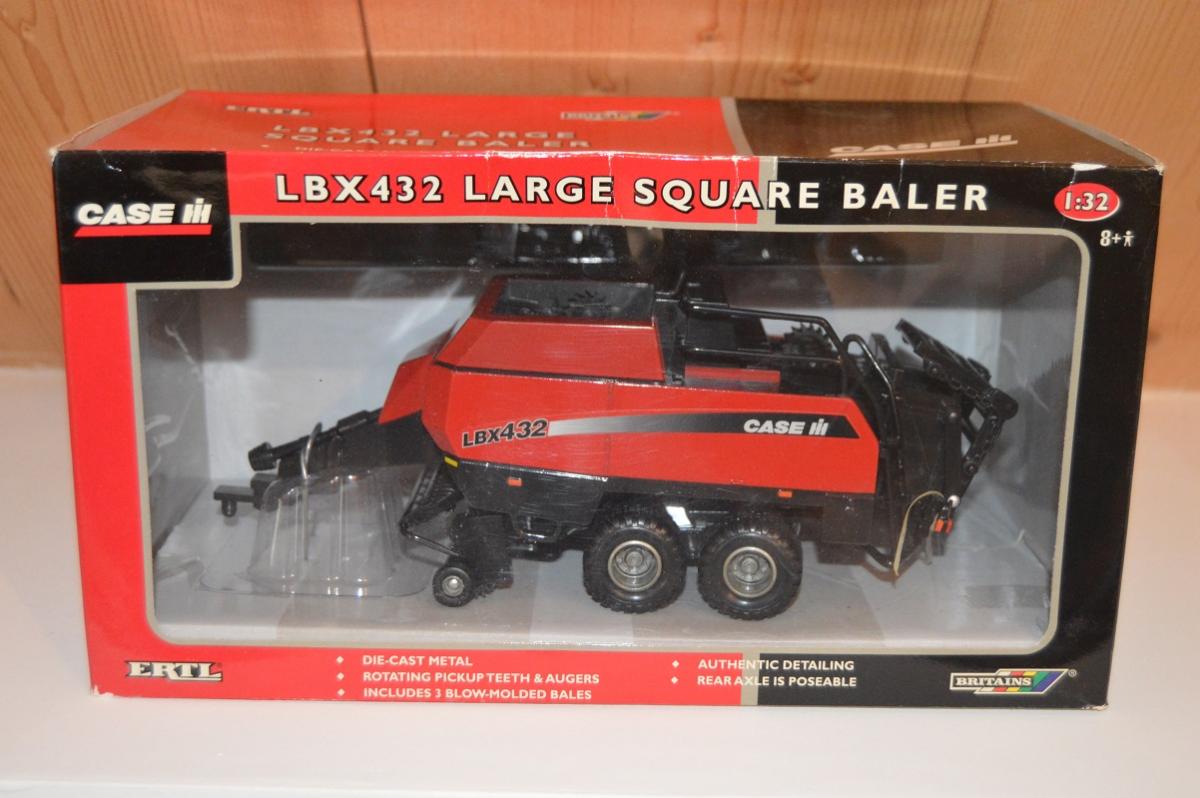 ERTL
BRITAINS
LBX432 LARGE
SQUARE BALER
CASE IH
CASE IH
LBX432 LARGE SQUARE BALER
1:32
8+
LBX432
CASE IH
ERTL
DIE-CAST METAL
ROTATING PICKUP TEETH & AUGERS
INCLUDES 3 BLOW-MOLDED BALES
AUTHENTIC DETAILING
REAR AXLE IS POSEABLE
BRITAINS ®